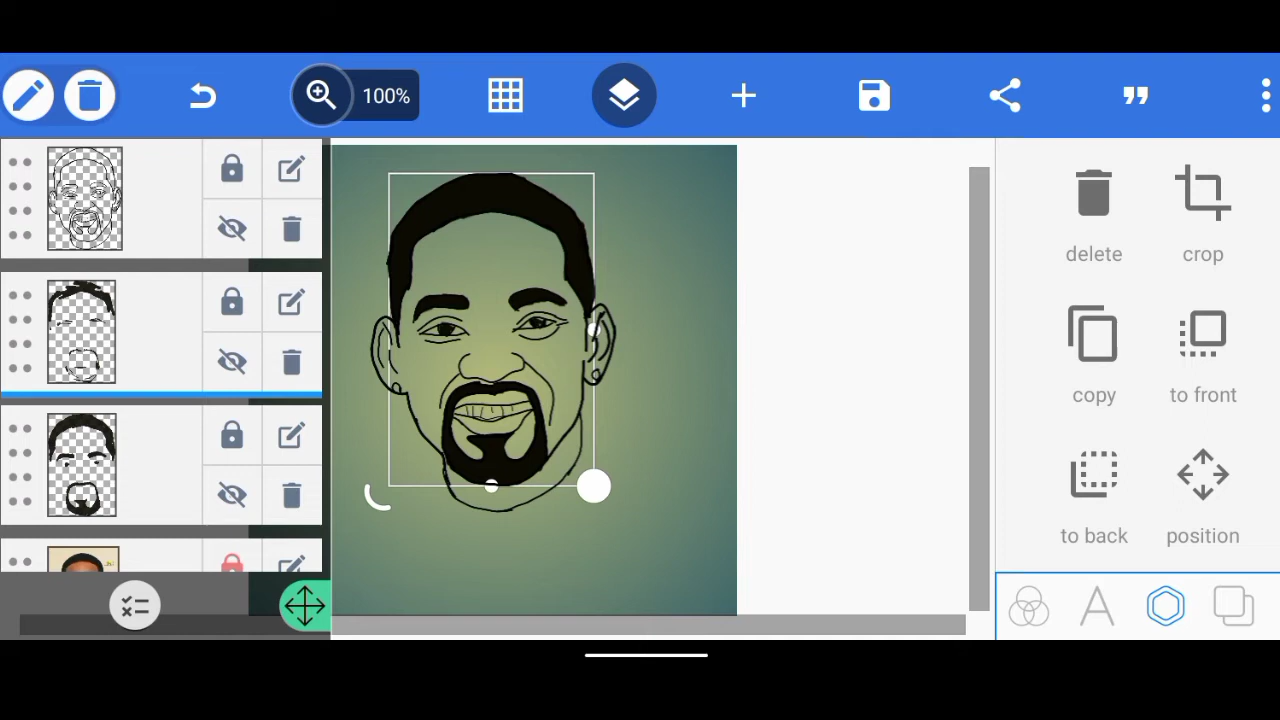 100%
delete
crop
copy
to front
to back
position